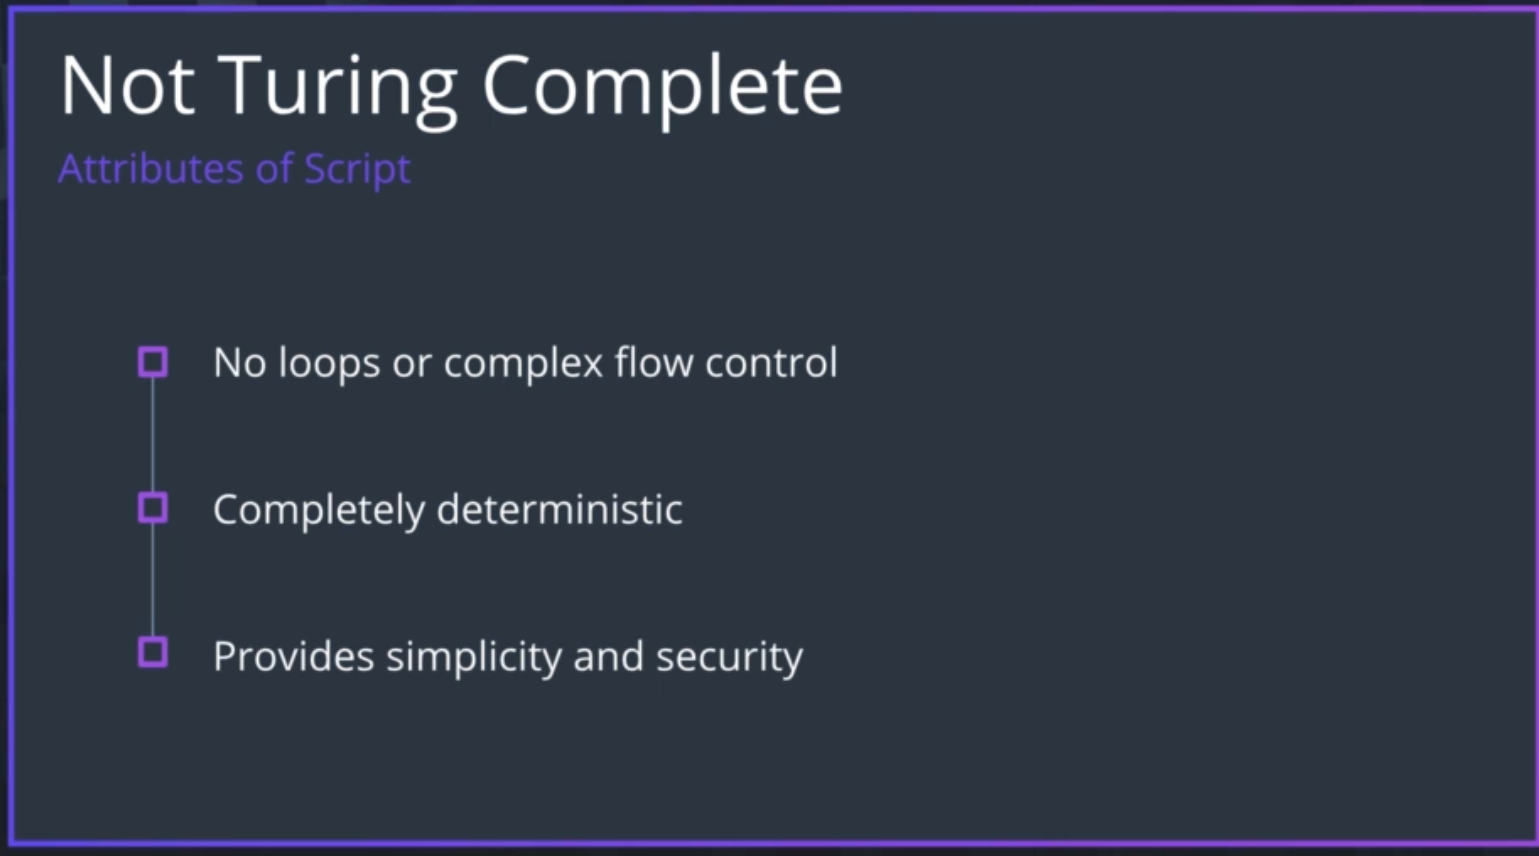 Not Turing Complete
Attributes of Script
No loops or complex flow control
Completely deterministic
Provides simplicity and security